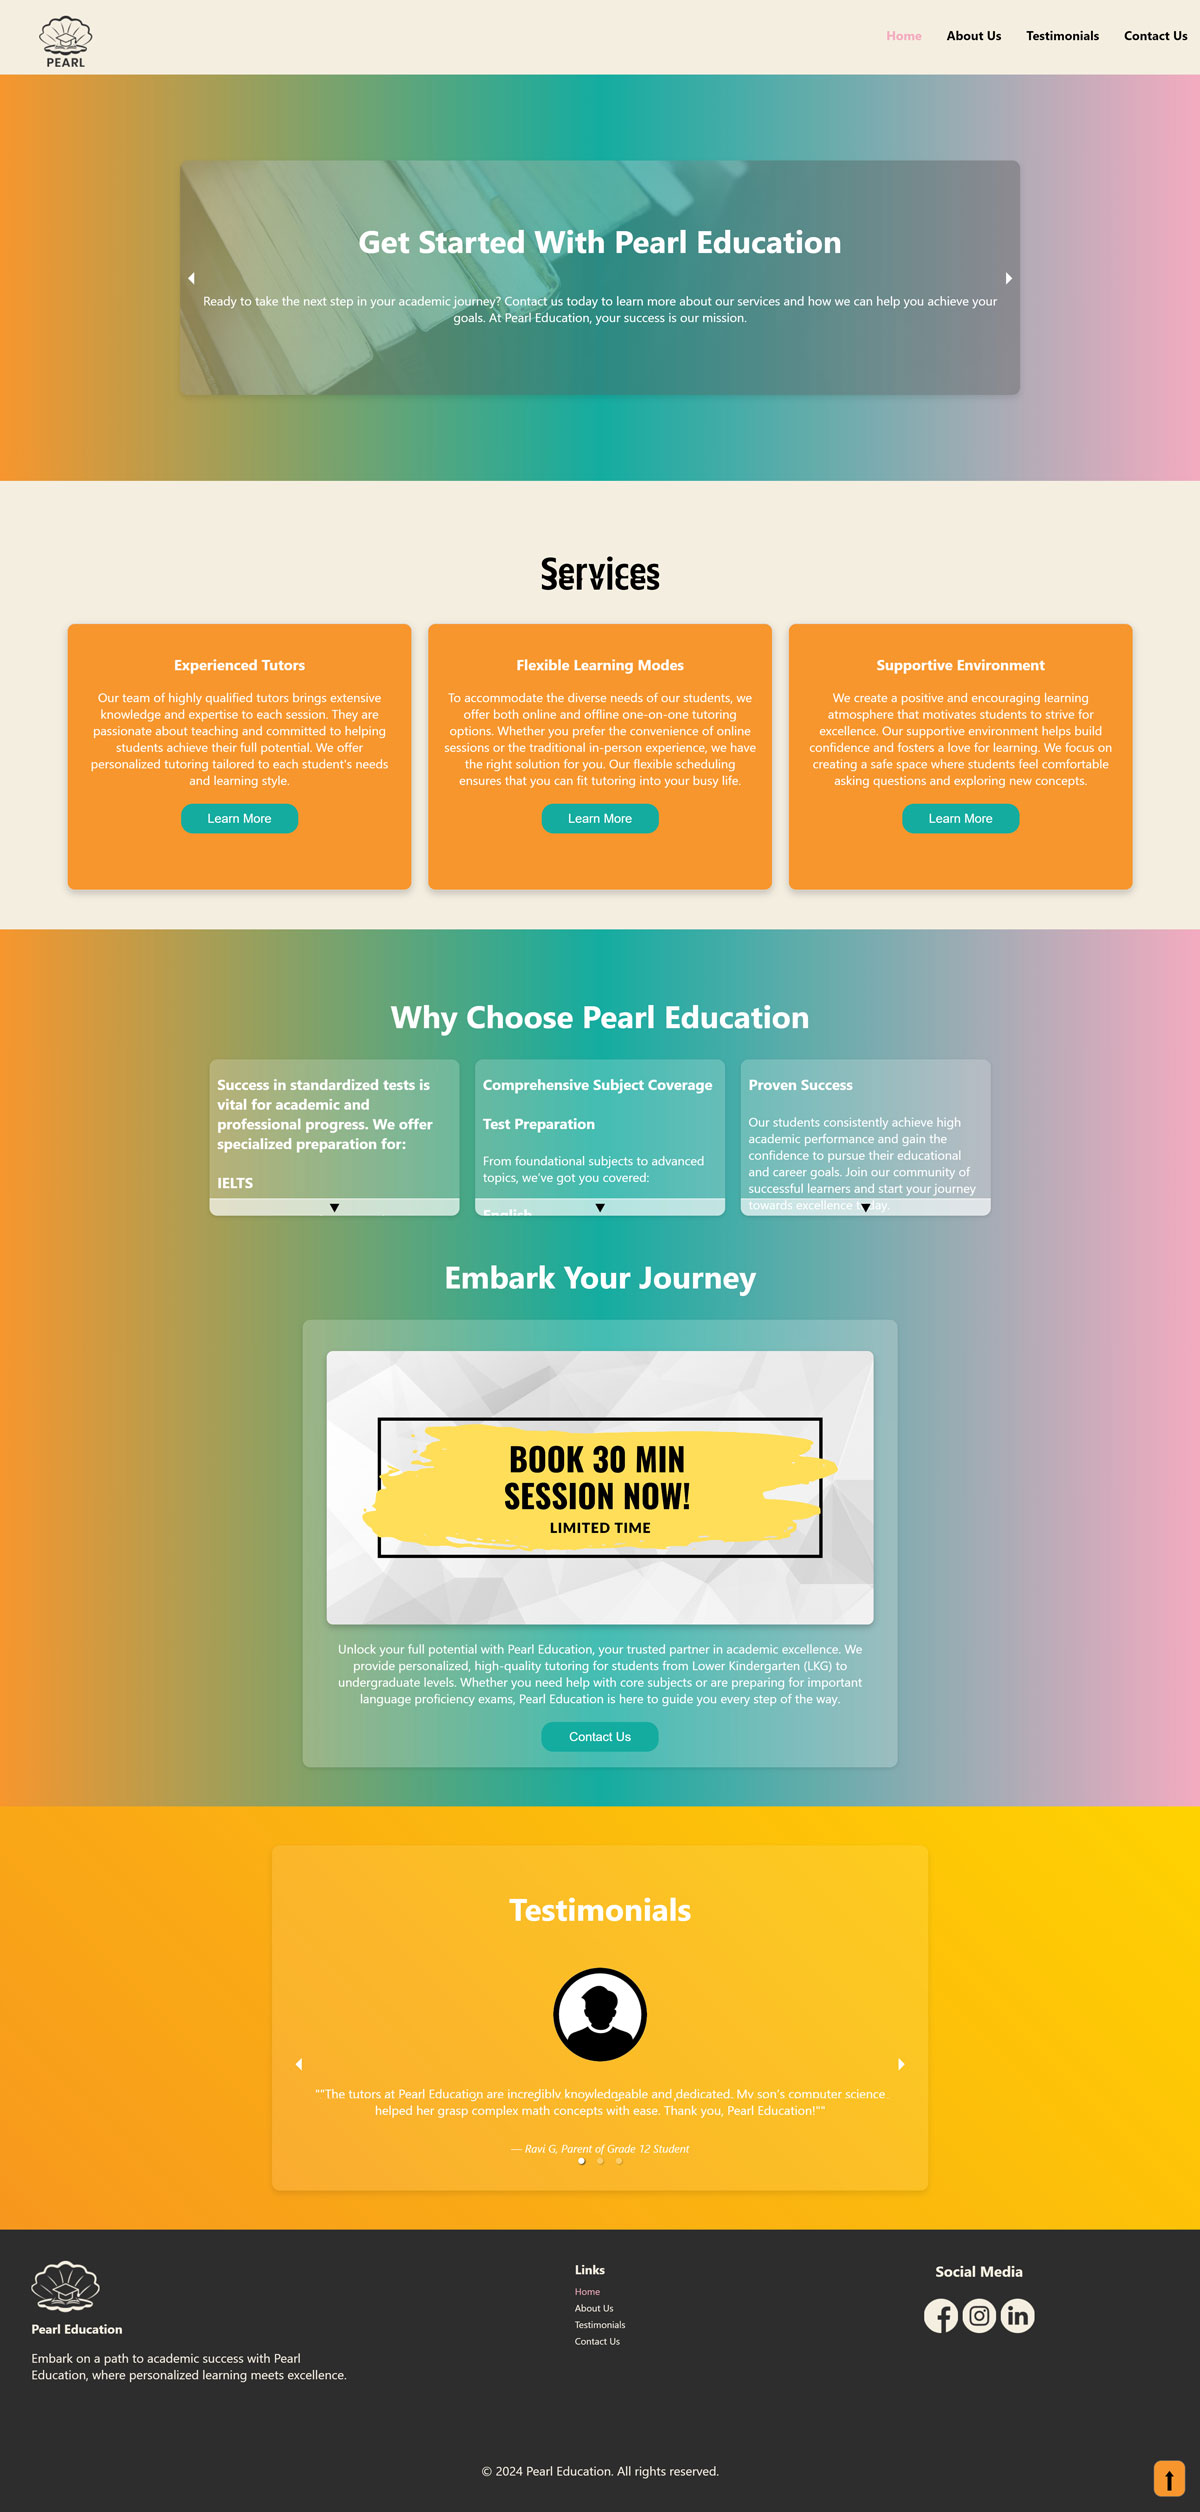 PEARL
Home About Us Testimonials Contact Us
Get Started With Pearl Education
Ready to take the next step in your academic journey? Contact us today to learn more about our services and how we can help you achieve your
goals. At Pearl Education, your success is our mission.
Services
Experienced Tutors
Our team of highly qualified tutors brings extensive
knowledge and expertise to each session. They are
passionate about teaching and committed to helping
students achieve their full potential. We offer
personalized tutoring tailored to each student's needs
and learning style.
Learn More
Flexible Learning Modes
To accommodate the diverse needs of our students, we
offer both online and offline one-on-one tutoring
options. Whether you prefer the convenience of online
sessions or the traditional in-person experience, we have
the right solution for you. Our flexible scheduling
ensures that you can fit tutoring into your busy life.
Learn More
Supportive Environment
We create a positive and encouraging learning
atmosphere that motivates students to strive for
excellence. Our supportive environment helps build
confidence and fosters a love for learning. We focus on
creating a safe space where students feel comfortable
asking questions and exploring new concepts.
Learn More
Why Choose Pearl Education
Success in standardized tests is
vital for academic and
professional progress. We offer
specialized preparation for:
IELTS
▼
Comprehensive Subject Coverage
Test Preparation
From foundational subjects to advanced
topics, we've got you covered:
English
▼
Proven Success
Our students consistently achieve high
academic performance and gain the
confidence to pursue their educational
and career goals. Join our community of
successful learners and start your journey
towards excellence today.
▼
Embark Your Journey
BOOK 30 MIN
SESSION NOW!
LIMITED TIME
Unlock your full potential with Pearl Education, your trusted partner in academic excellence. We
provide personalized, high-quality tutoring for students from Lower Kindergarten (LKG) to
undergraduate levels. Whether you need help with core subjects or are preparing for important
language proficiency exams, Pearl Education is here to guide you every step of the way.
Contact Us
Testimonials
""The tutors at Pearl Education are incredibly knowledgeable and dedicated. My son's computer science
helped her grasp complex math concepts with ease. Thank you, Pearl Education!""
— Ravi G, Parent of Grade 12 Student
Pearl Education
Embark on a path to academic success with Pearl
Education, where personalized learning meets excellence.
Links
Home
About Us
Testimonials
Contact Us
Social Media
© 2024 Pearl Education. All rights reserved.